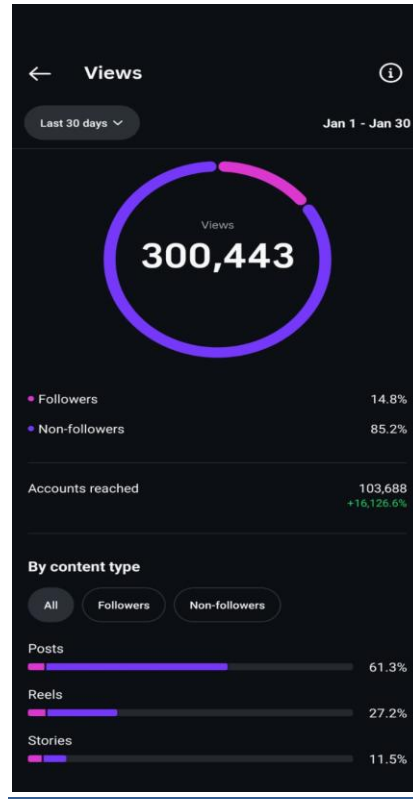 Views
Last 30 days
Jan 1 - Jan 30
Views
300,443
Followers 14.8%
Non-followers 85.2%
Accounts reached 103,688
+16,126.6%
By content type
All Followers Non-followers
Posts
61.3%
Reels
27.2%
Stories
11.5%